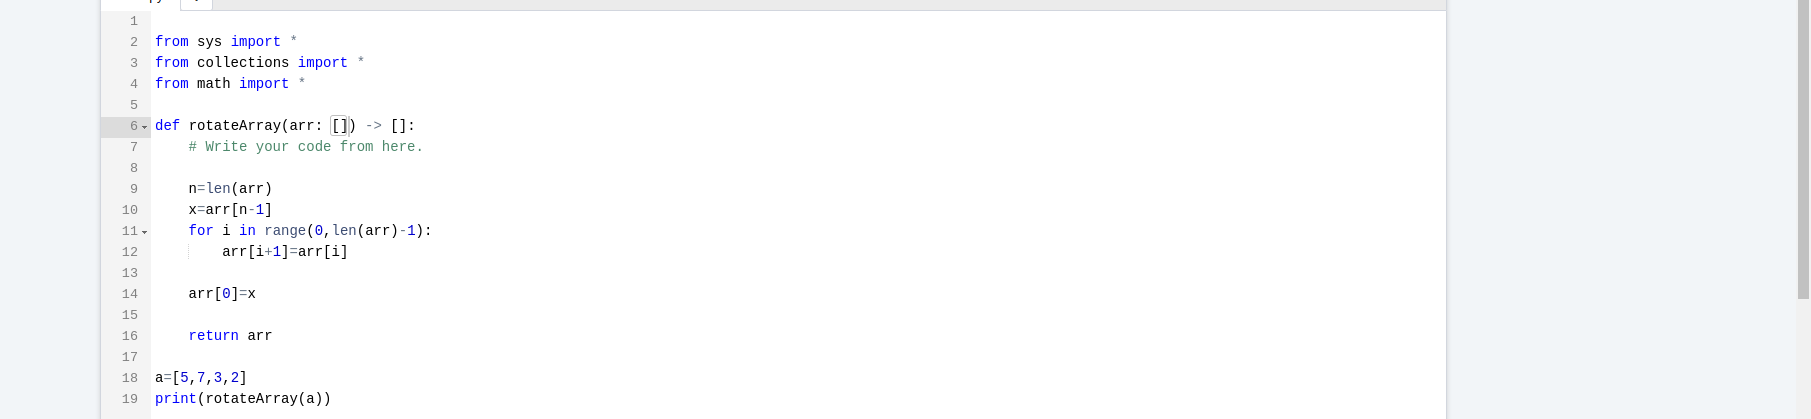 1
2 from sys import *
3 from collections import *
4 from math import *
5
6 def rotateArray(arr: []) -> []:
7     # Write your code from here.
8
9     n=len(arr)
10     x=arr[n-1]
11     for i in range(0,len(arr)-1):
12         arr[i+1]=arr[i]
13
14     arr[0]=x
15
16     return arr
17
18 a=[5,7,3,2]
19 print(rotateArray(a))